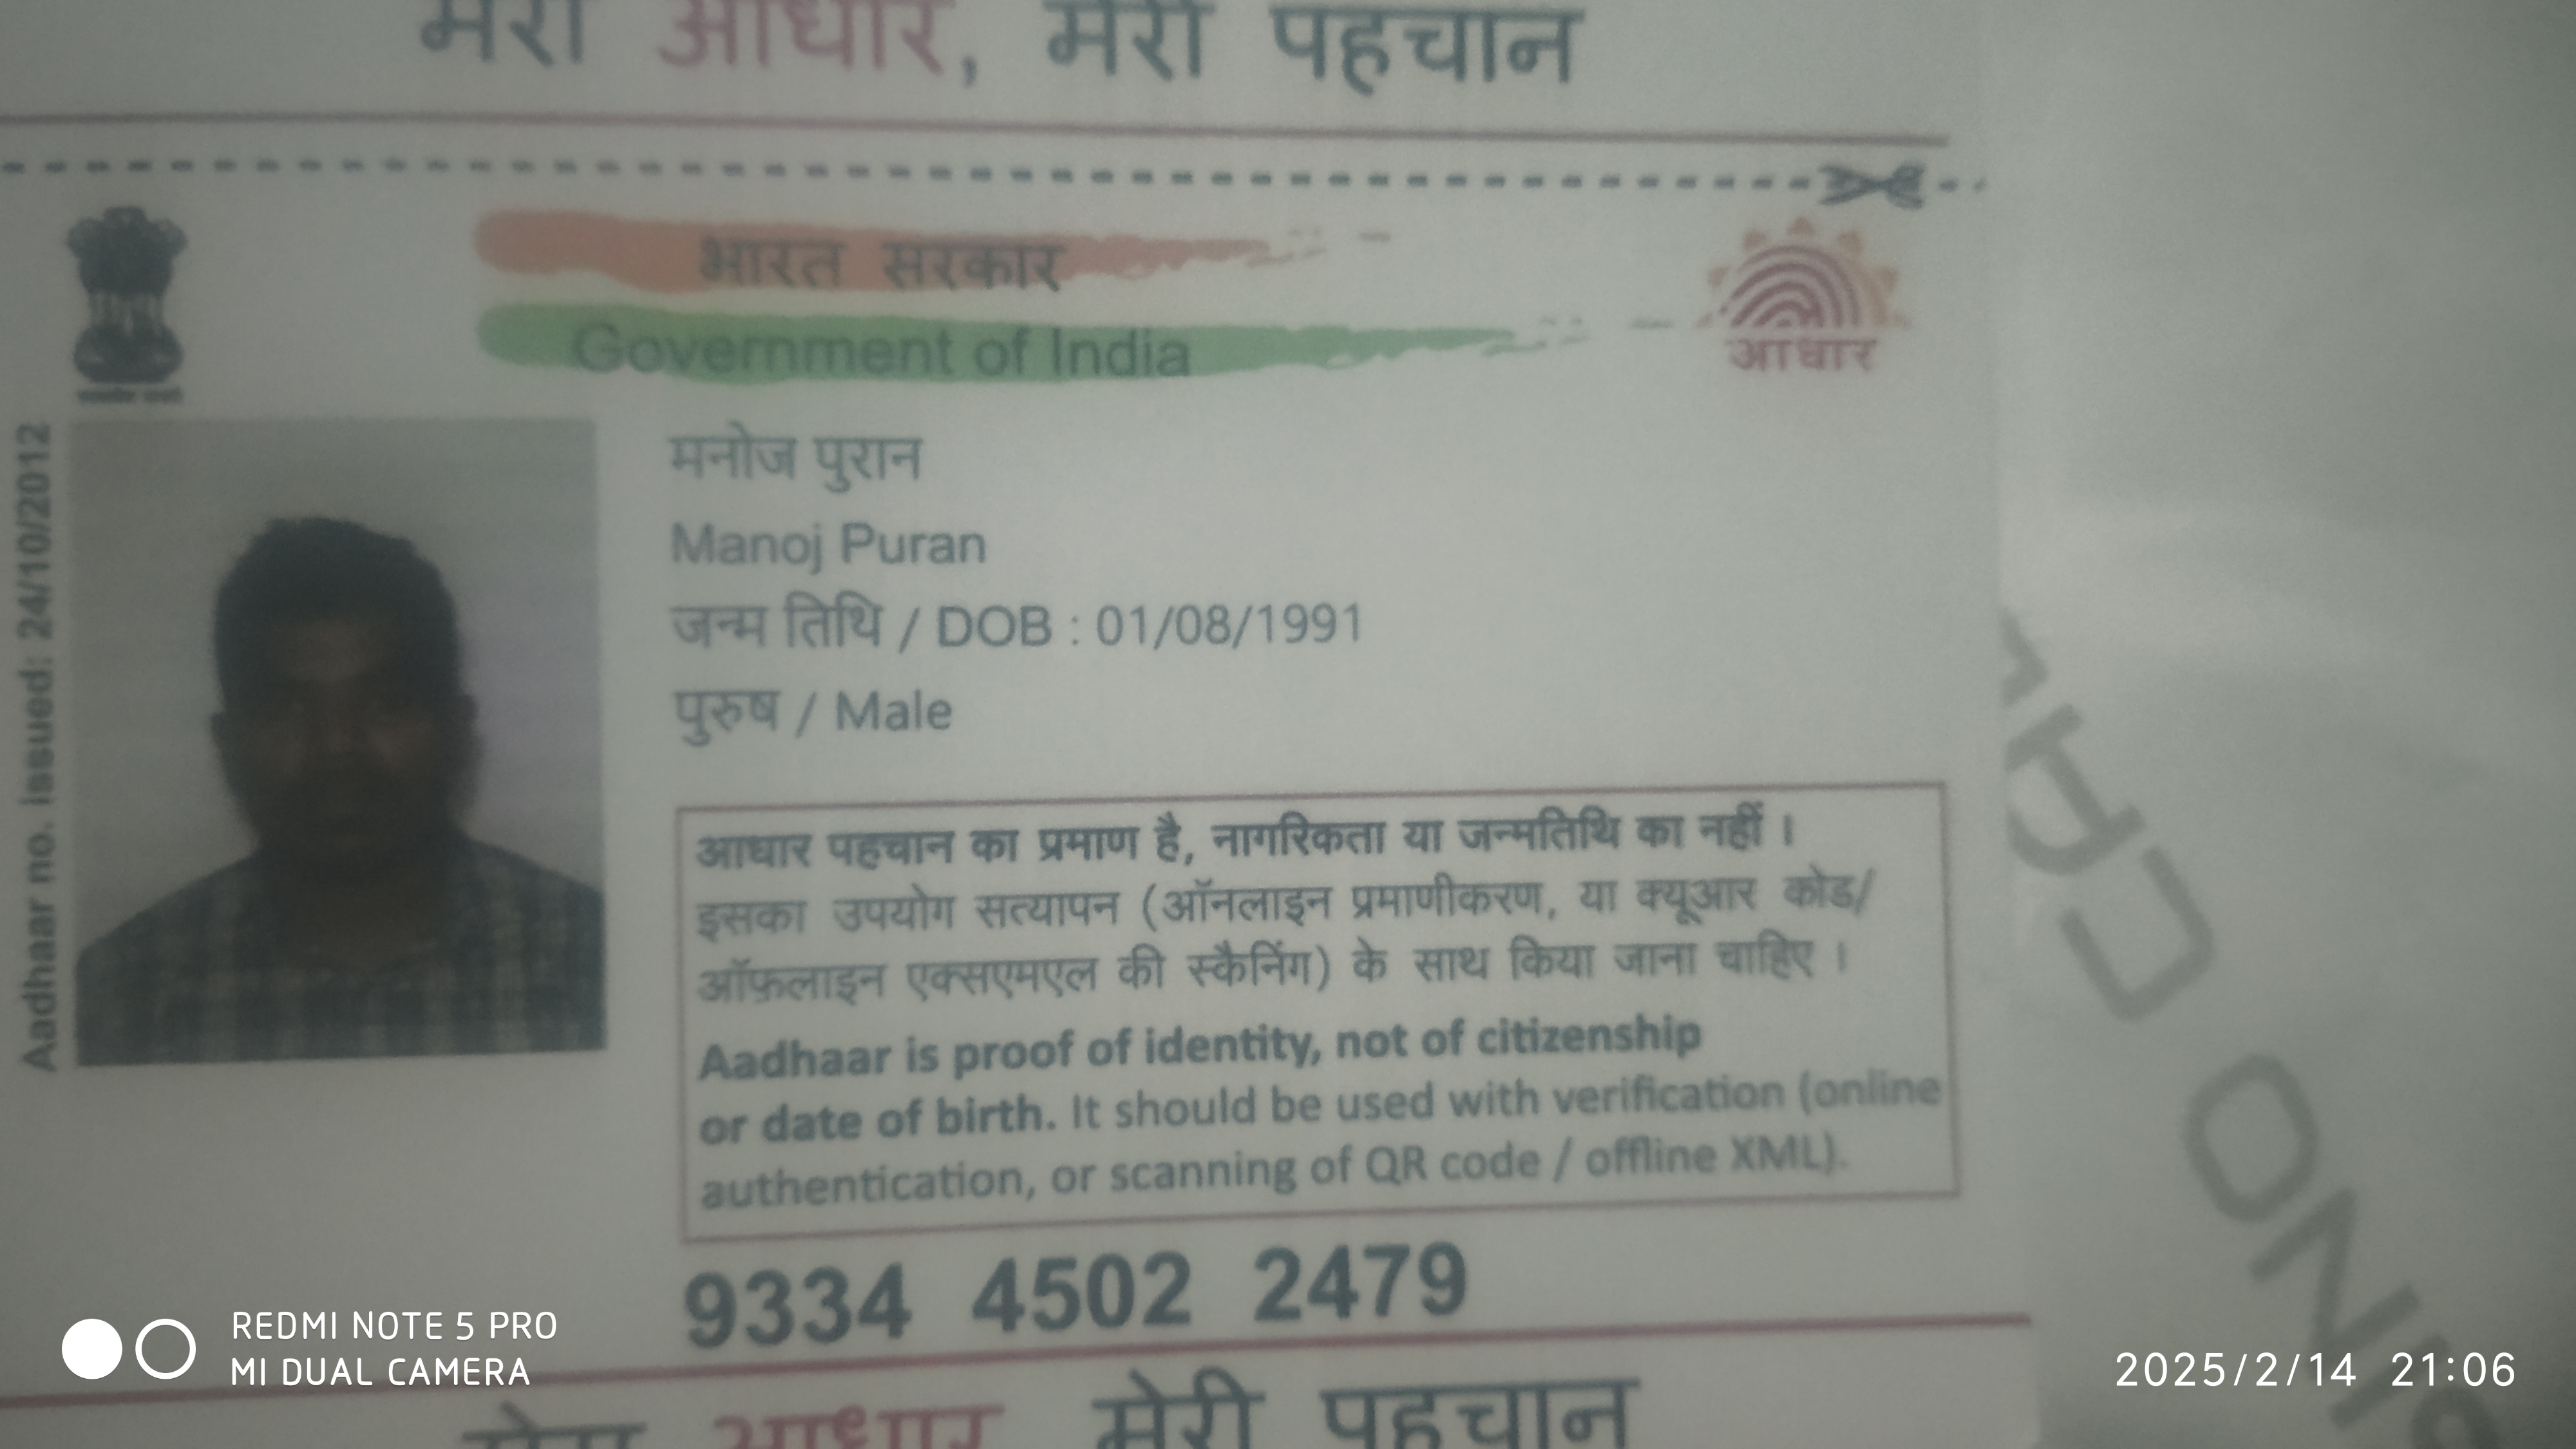 मेरा आधार, मेरी पहचान
भारत सरकार
Government of India
आधार
Aadhaar no. issued: 24/10/2012
मनोज पुरान
Manoj Puran
जन्म तिथि / DOB : 01/08/1991
पुरुष / Male
आधार पहचान का प्रमाण है, नागरिकता या जन्मतिथि का नहीं ।
इसका उपयोग सत्यापन (ऑनलाइन प्रमाणीकरण, या क्यूआर कोड/
ऑफ़लाइन एक्सएमएल की स्कैनिंग) के साथ किया जाना चाहिए ।
Aadhaar is proof of identity, not of citizenship
or date of birth. It should be used with verification (online
authentication, or scanning of QR code / offline XML).
9334 4502 2479
मेरा आधार मेरी पहचान
REDMI NOTE 5 PRO
MI DUAL CAMERA
2025/2/14 21:06